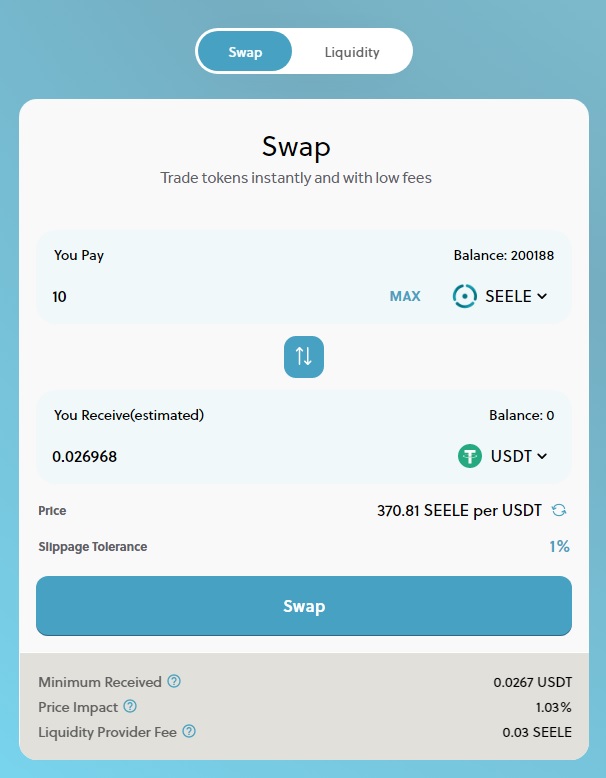 Swap Liquidity
Swap
Trade tokens instantly and with low fees
You Pay Balance: 200188
10 MAX SEELE
You Receive(estimated) Balance: 0
0.026968 USDT
Price 370.81 SEELE per USDT
Slippage Tolerance 1%
Swap
Minimum Received ? 0.0267 USDT
Price Impact ? 1.03%
Liquidity Provider Fee ? 0.03 SEELE